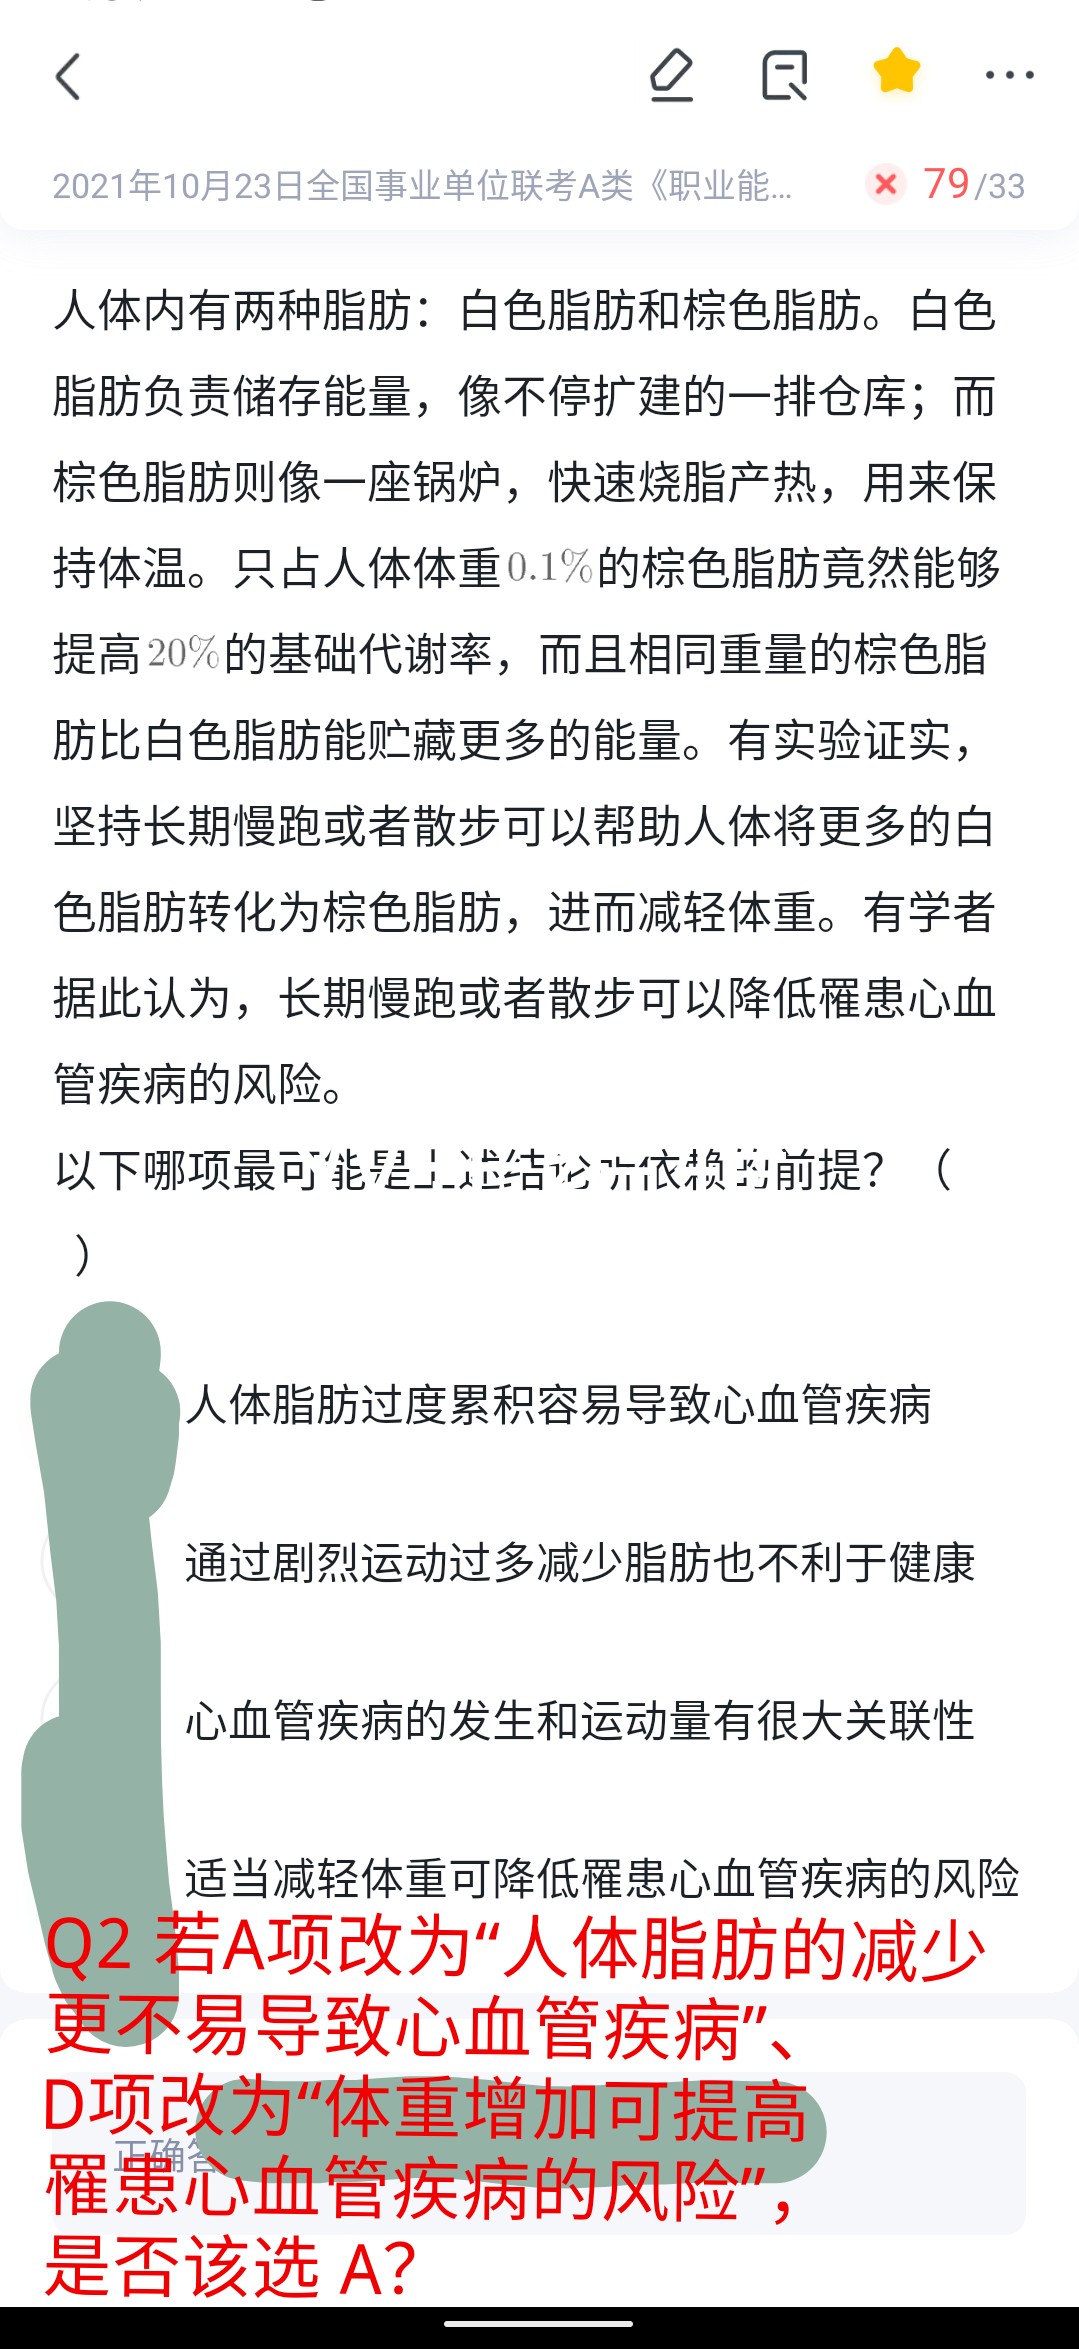 2021年10月23日全国事业单位联考A类《职业能... 79/33
人体内有两种脂肪：白色脂肪和棕色脂肪。白色
脂肪负责储存能量，像不停扩建的一排仓库；而
棕色脂肪则像一座锅炉，快速烧脂产热，用来保
持体温。只占人体体重0.1%的棕色脂肪竟然能够
提高20%的基础代谢率，而且相同重量的棕色脂
肪比白色脂肪能贮藏更多的能量。有实验证实，
坚持长期慢跑或者散步可以帮助人体将更多的白
色脂肪转化为棕色脂肪，进而减轻体重。有学者
据此认为，长期慢跑或者散步可以降低罹患心血
管疾病的风险。
以下哪项最可能是上述结论所依赖的前提？（
）
人体脂肪过度累积容易导致心血管疾病
通过剧烈运动过多减少脂肪也不利于健康
心血管疾病的发生和运动量有很大关联性
适当减轻体重可降低罹患心血管疾病的风险
Q2 若A项改为“人体脂肪的减少
更不易导致心血管疾病”、
D项改为“体重增加可提高
正确答
罹患心血管疾病的风险”，
是否该选 A？